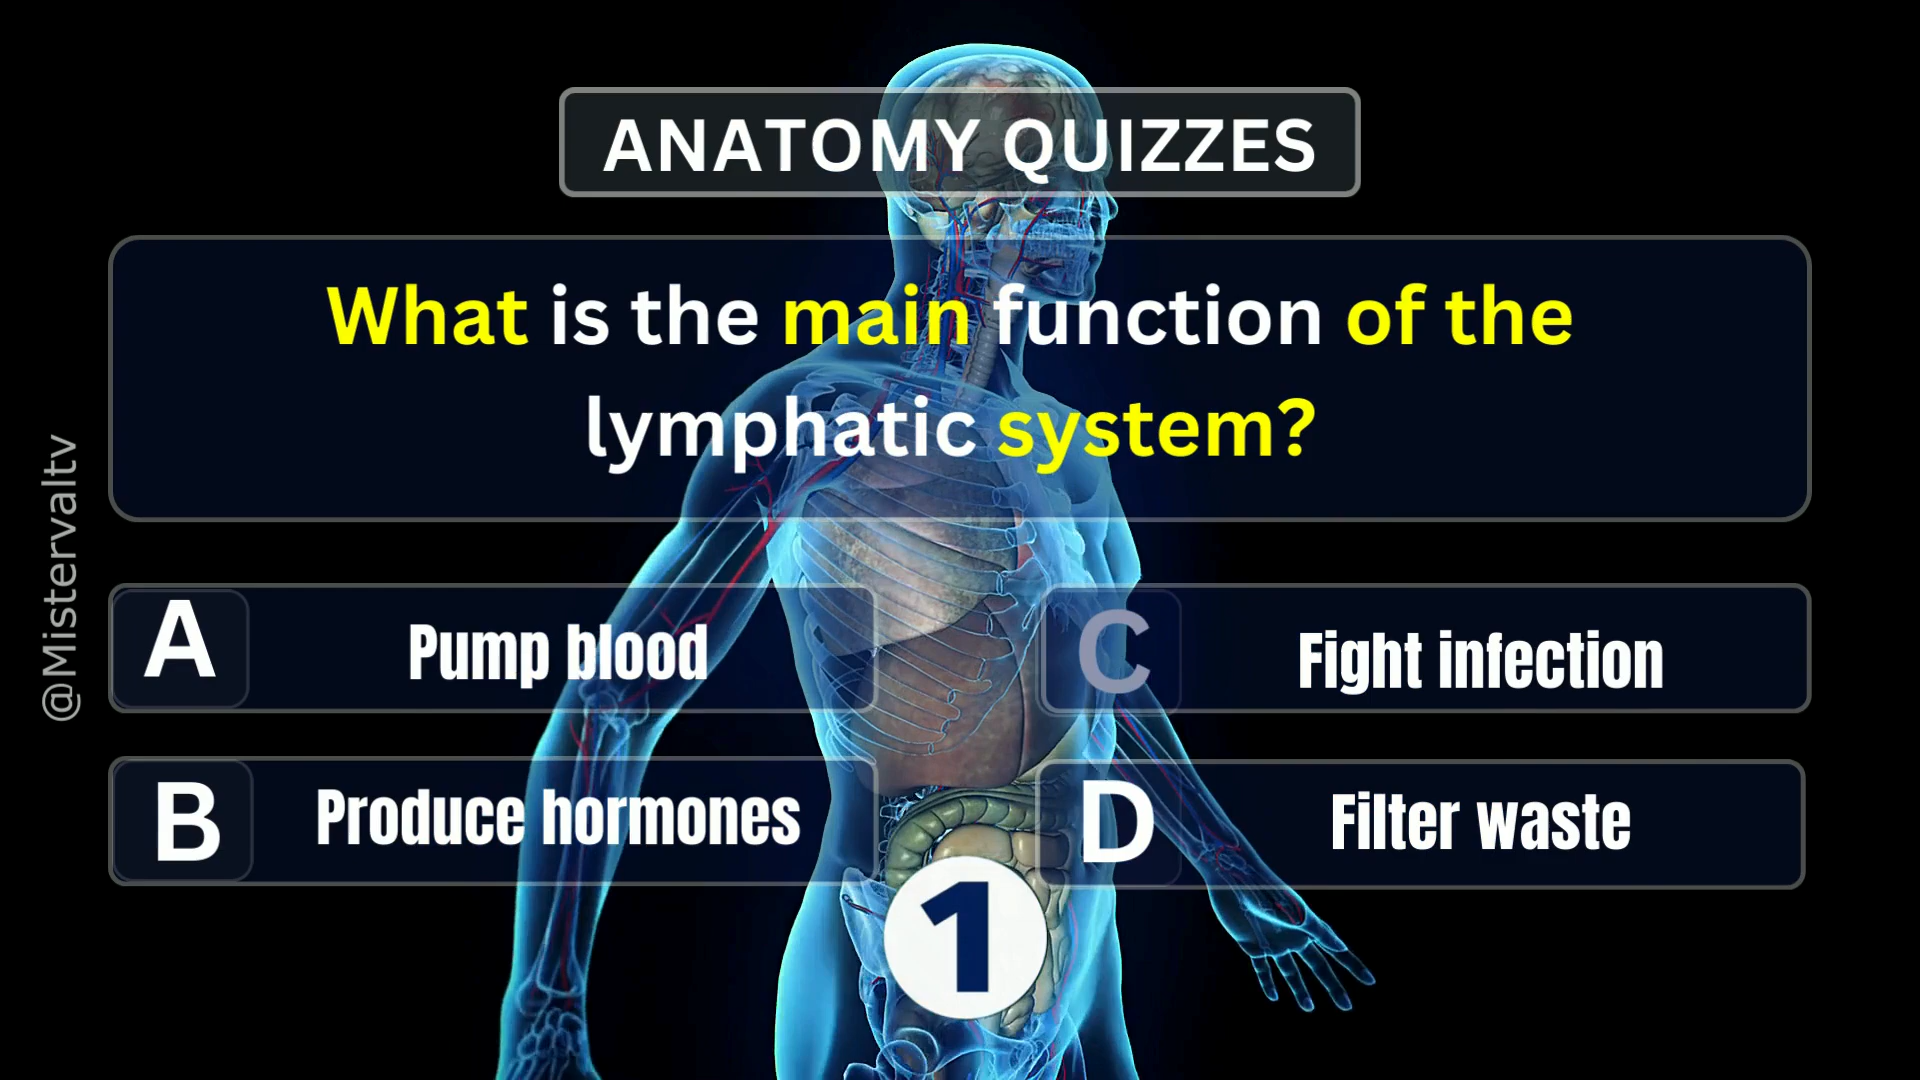 ANATOMY QUIZZES
What is the main function of the
lymphatic system?
@Mistervaltv
A Pump blood
C Fight infection
B Produce hormones
D Filter waste
1